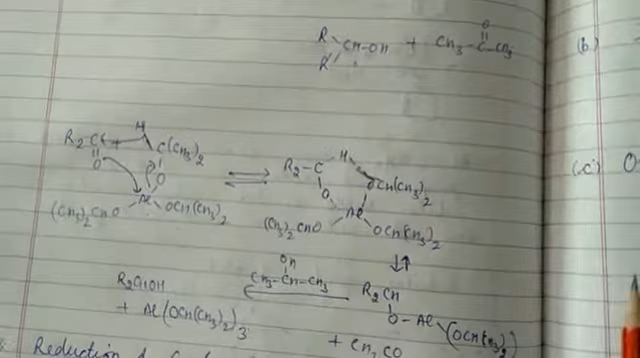 R
CH-OH + CH₃-C-CH₃
O
R'
(b)
H
R₂C
C(CH₃)₂
O
O
(CH₃)₂CHO
Al
OCH(CH₃)₂
R₂-C
H
OCH(CH₃)₂
O
Al
(CH₃)₂CHO
OCH(CH₃)₂
(c) O
OH
CH₃-CH-CH₃
R₂CHOH
+ Al(OCH(CH₃)₂)₃
R₂CH
O-Al
(OCH(CH₃)₂
Reduction